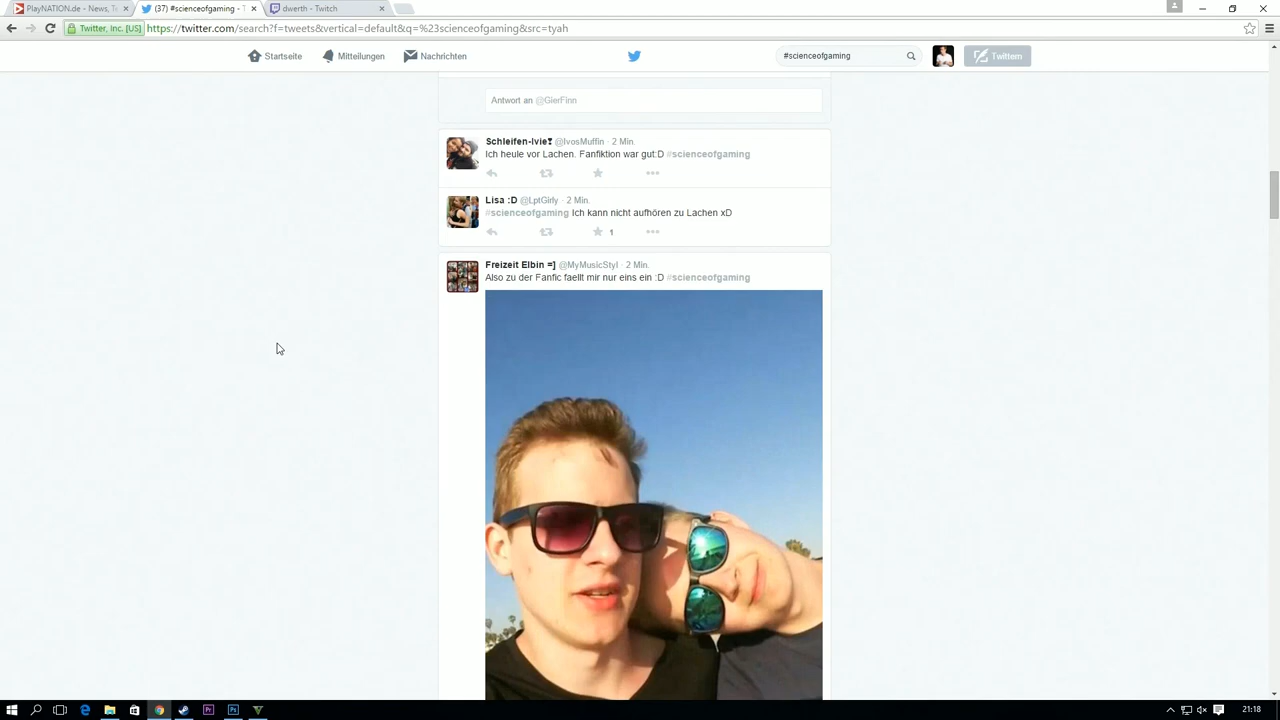 PlayNATION.de - News, Te
(37) #scienceofgaming -
dwerth - Twitch
Twitter, Inc. [US]
https://twitter.com/search?f=tweets&vertical=default&q=%23scienceofgaming&src=tyah
Startseite
Mitteilungen
Nachrichten
#scienceofgaming
Twittern
Antwort an @GierFinn
Schleifen-Ivie❣ @IvosMuffin · 2 Min.
Ich heule vor Lachen. Fanfiktion war gut:D #scienceofgaming
Lisa :D @LptGirly · 2 Min.
#scienceofgaming Ich kann nicht aufhören zu Lachen xD
1
Freizeit Elbin =] @MyMusicStyl · 2 Min.
Also zu der Fanfic faellt mir nur eins ein :D #scienceofgaming
21:18